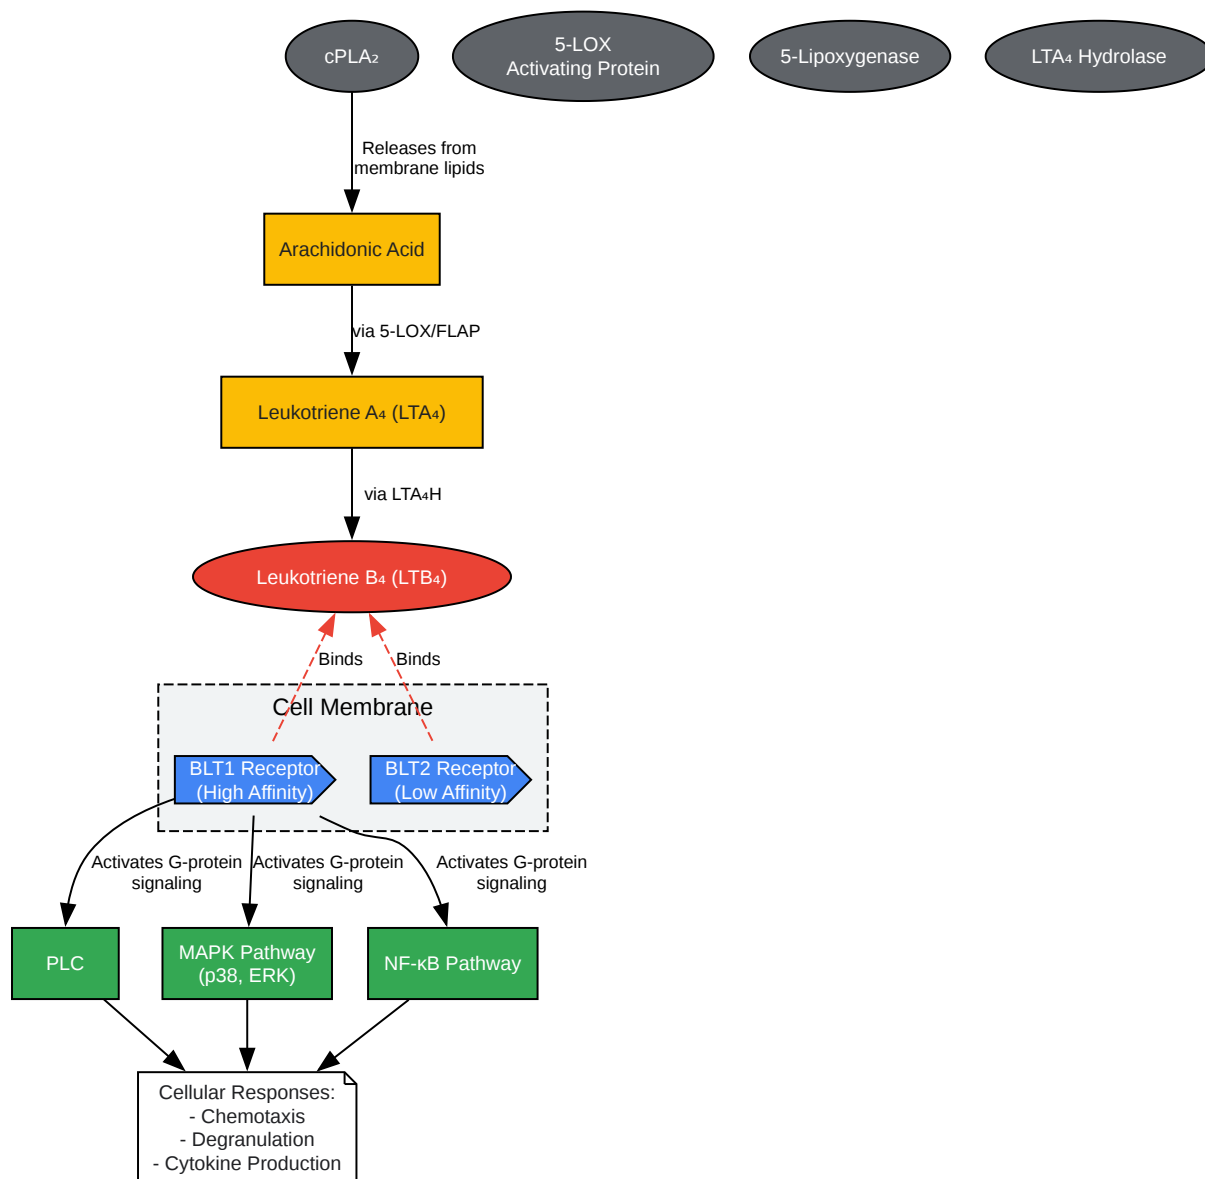 cPLA₂
5-LOX
Activating Protein
5-Lipoxygenase
LTA₄ Hydrolase
Releases from
membrane lipids
Arachidonic Acid
via 5-LOX/FLAP
Leukotriene A₄ (LTA₄)
via LTA₄H
Leukotriene B₄ (LTB₄)
Binds
Binds
Cell Membrane
BLT1 Receptor
(High Affinity)
BLT2 Receptor
(Low Affinity)
Activates G-protein
signaling
Activates G-protein
signaling
Activates G-protein
signaling
PLC
MAPK Pathway
(p38, ERK)
NF-κB Pathway
Cellular Responses:
- Chemotaxis
- Degranulation
- Cytokine Production